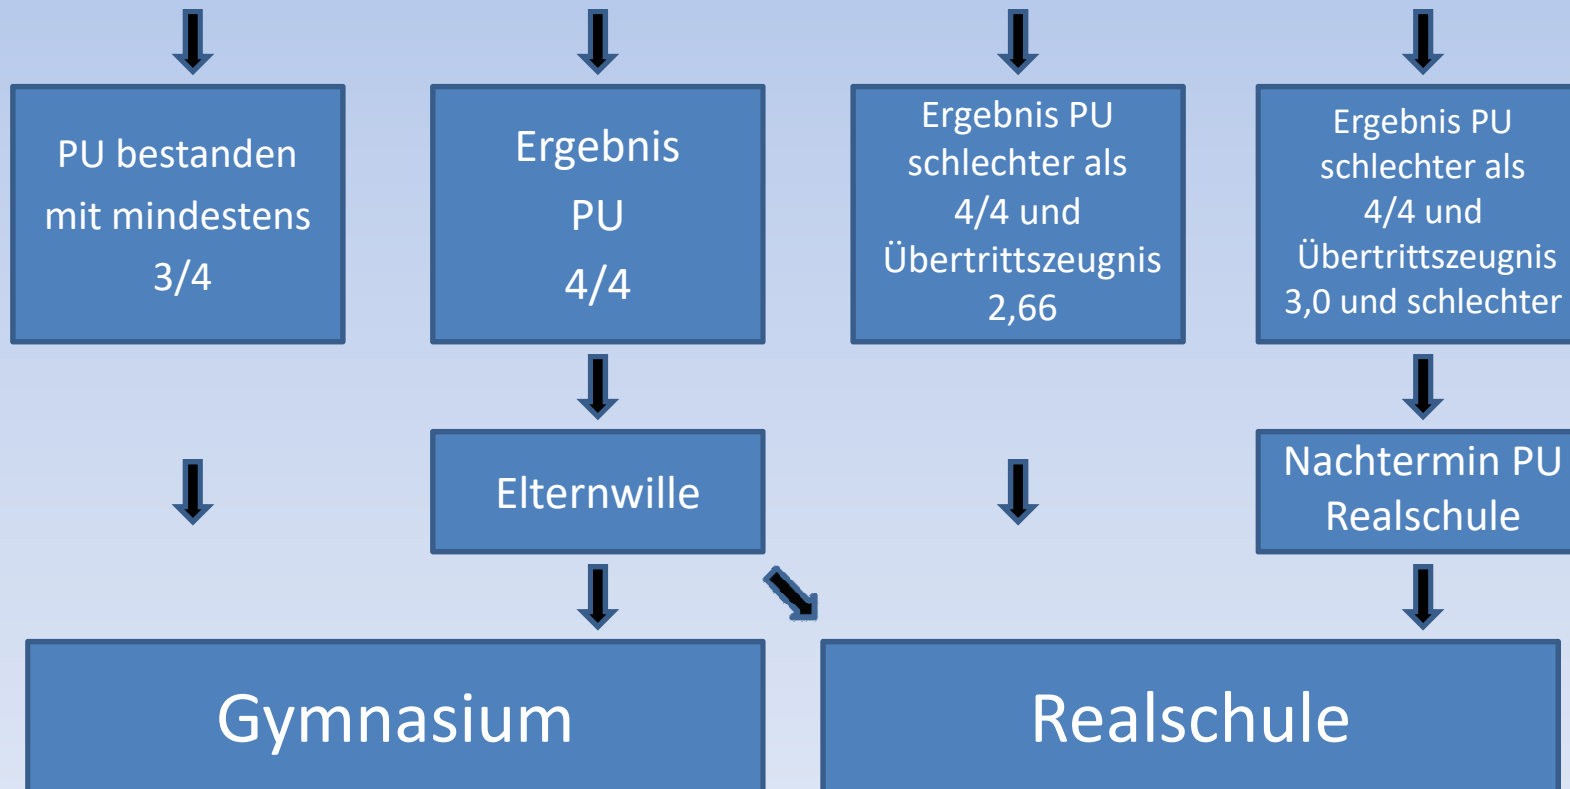 PU bestanden
mit mindestens
3/4
Ergebnis
PU
4/4
Ergebnis PU
schlechter als
4/4 und
Übertrittszeugnis
2,66
Ergebnis PU
schlechter als
4/4 und
Übertrittszeugnis
3,0 und schlechter
Elternwille
Nachtermin PU
Realschule
Gymnasium
Realschule